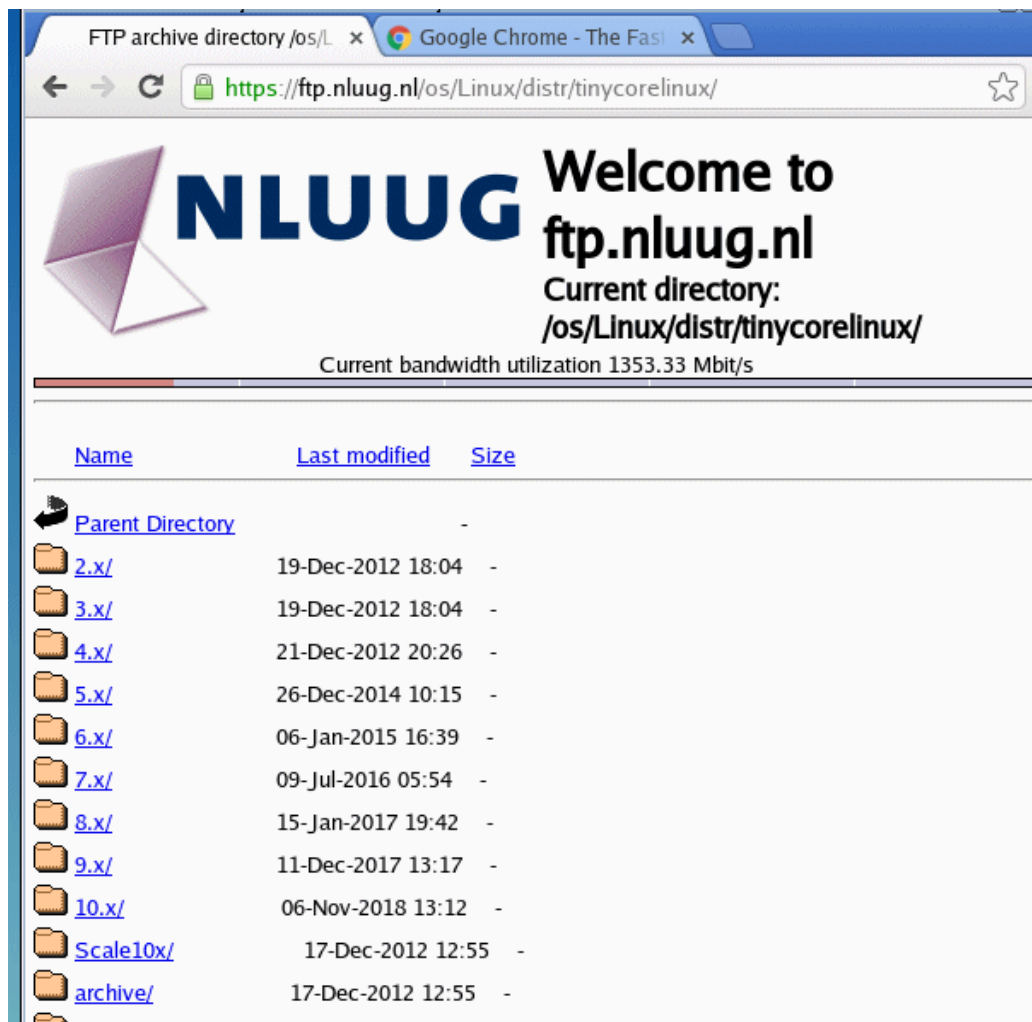 FTP archive directory /os/L × Google Chrome - The Fast ×
https://ftp.nluug.nl/os/Linux/distr/tinycorelinux/
NLUUG
Welcome to
ftp.nluug.nl
Current directory:
/os/Linux/distr/tinycorelinux/
Current bandwidth utilization 1353.33 Mbit/s
Name Last modified Size
Parent Directory -
2.x/ 19-Dec-2012 18:04 -
3.x/ 19-Dec-2012 18:04 -
4.x/ 21-Dec-2012 20:26 -
5.x/ 26-Dec-2014 10:15 -
6.x/ 06-Jan-2015 16:39 -
7.x/ 09-Jul-2016 05:54 -
8.x/ 15-Jan-2017 19:42 -
9.x/ 11-Dec-2017 13:17 -
10.x/ 06-Nov-2018 13:12 -
Scale10x/ 17-Dec-2012 12:55 -
archive/ 17-Dec-2012 12:55 -